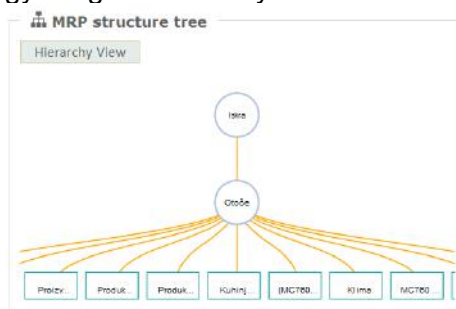 MRP structure tree
Hierarchy View
Iskra
Otoče
Proizv... Produk... Produk... Kuhinj... (MC760... Klima MC760...